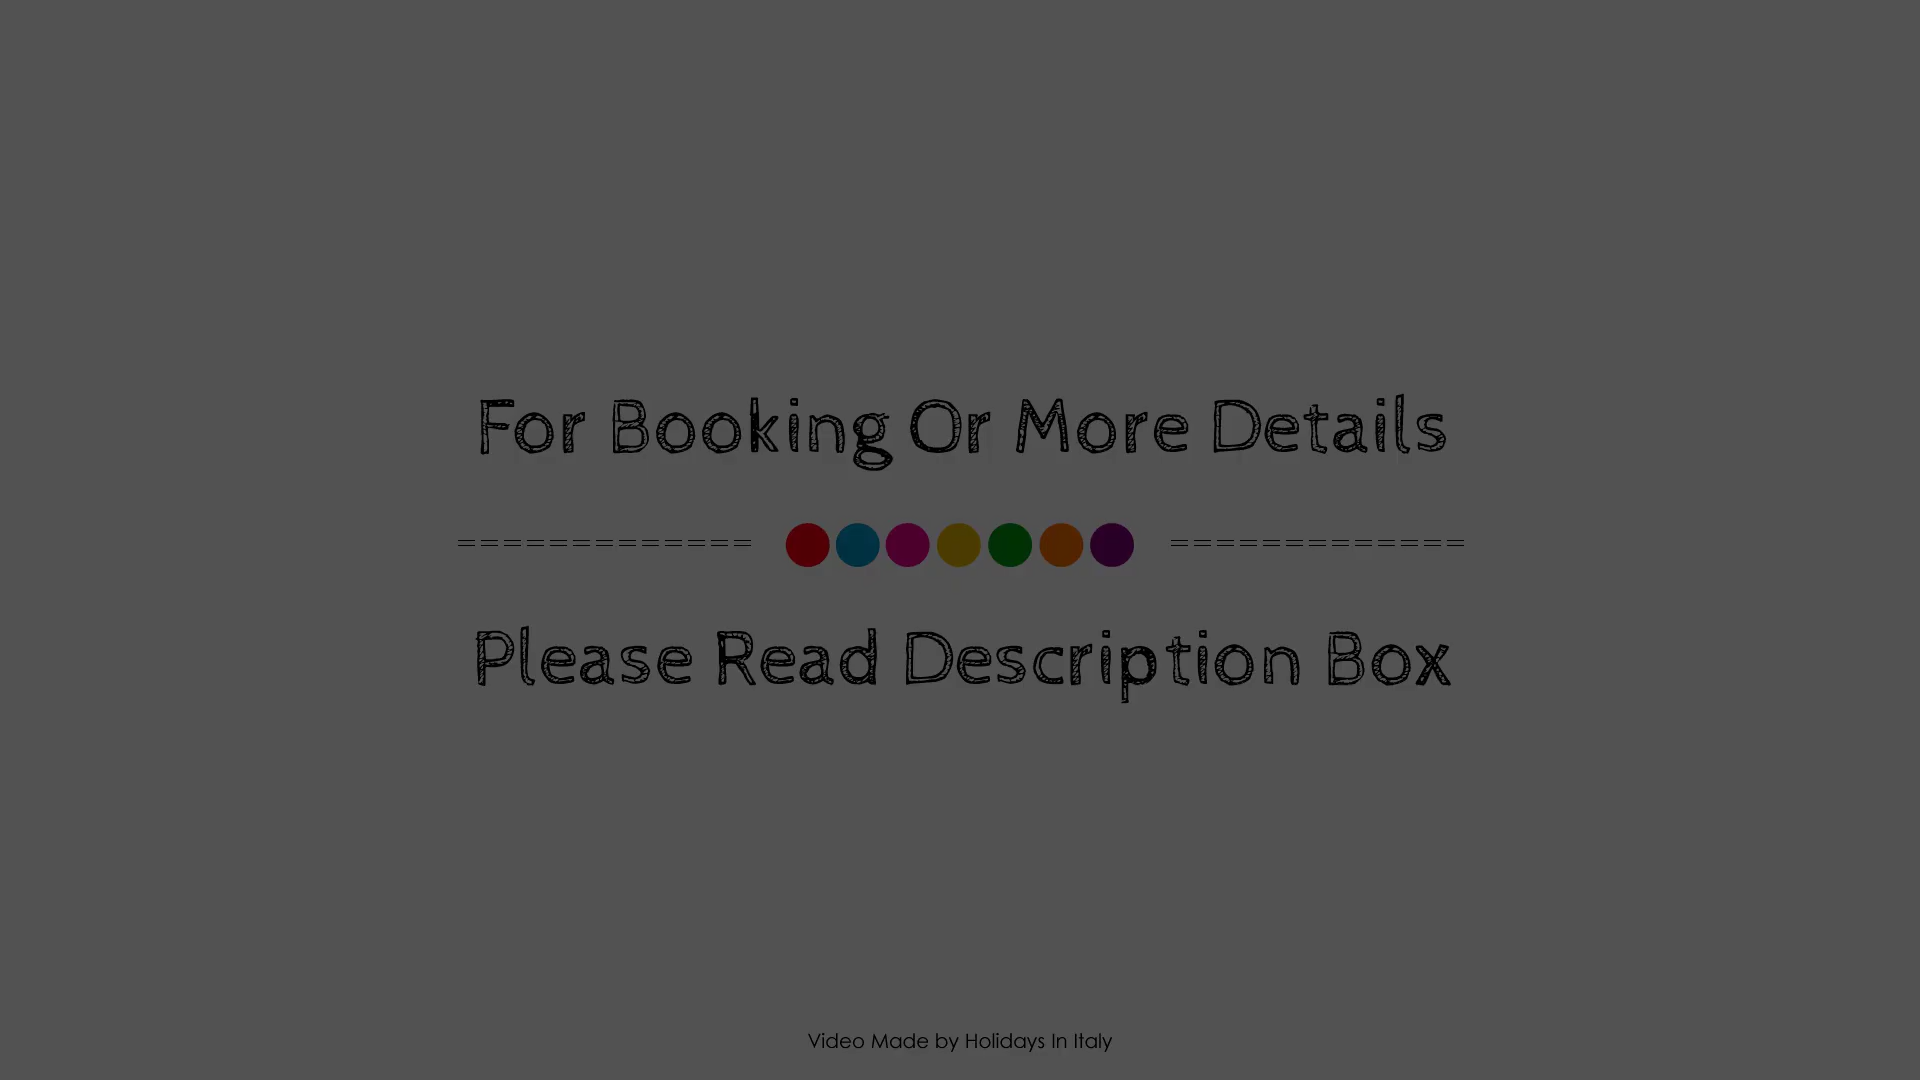 For Booking Or More Details
============= =============
Please Read Description Box
Video Made by Holidays In Italy